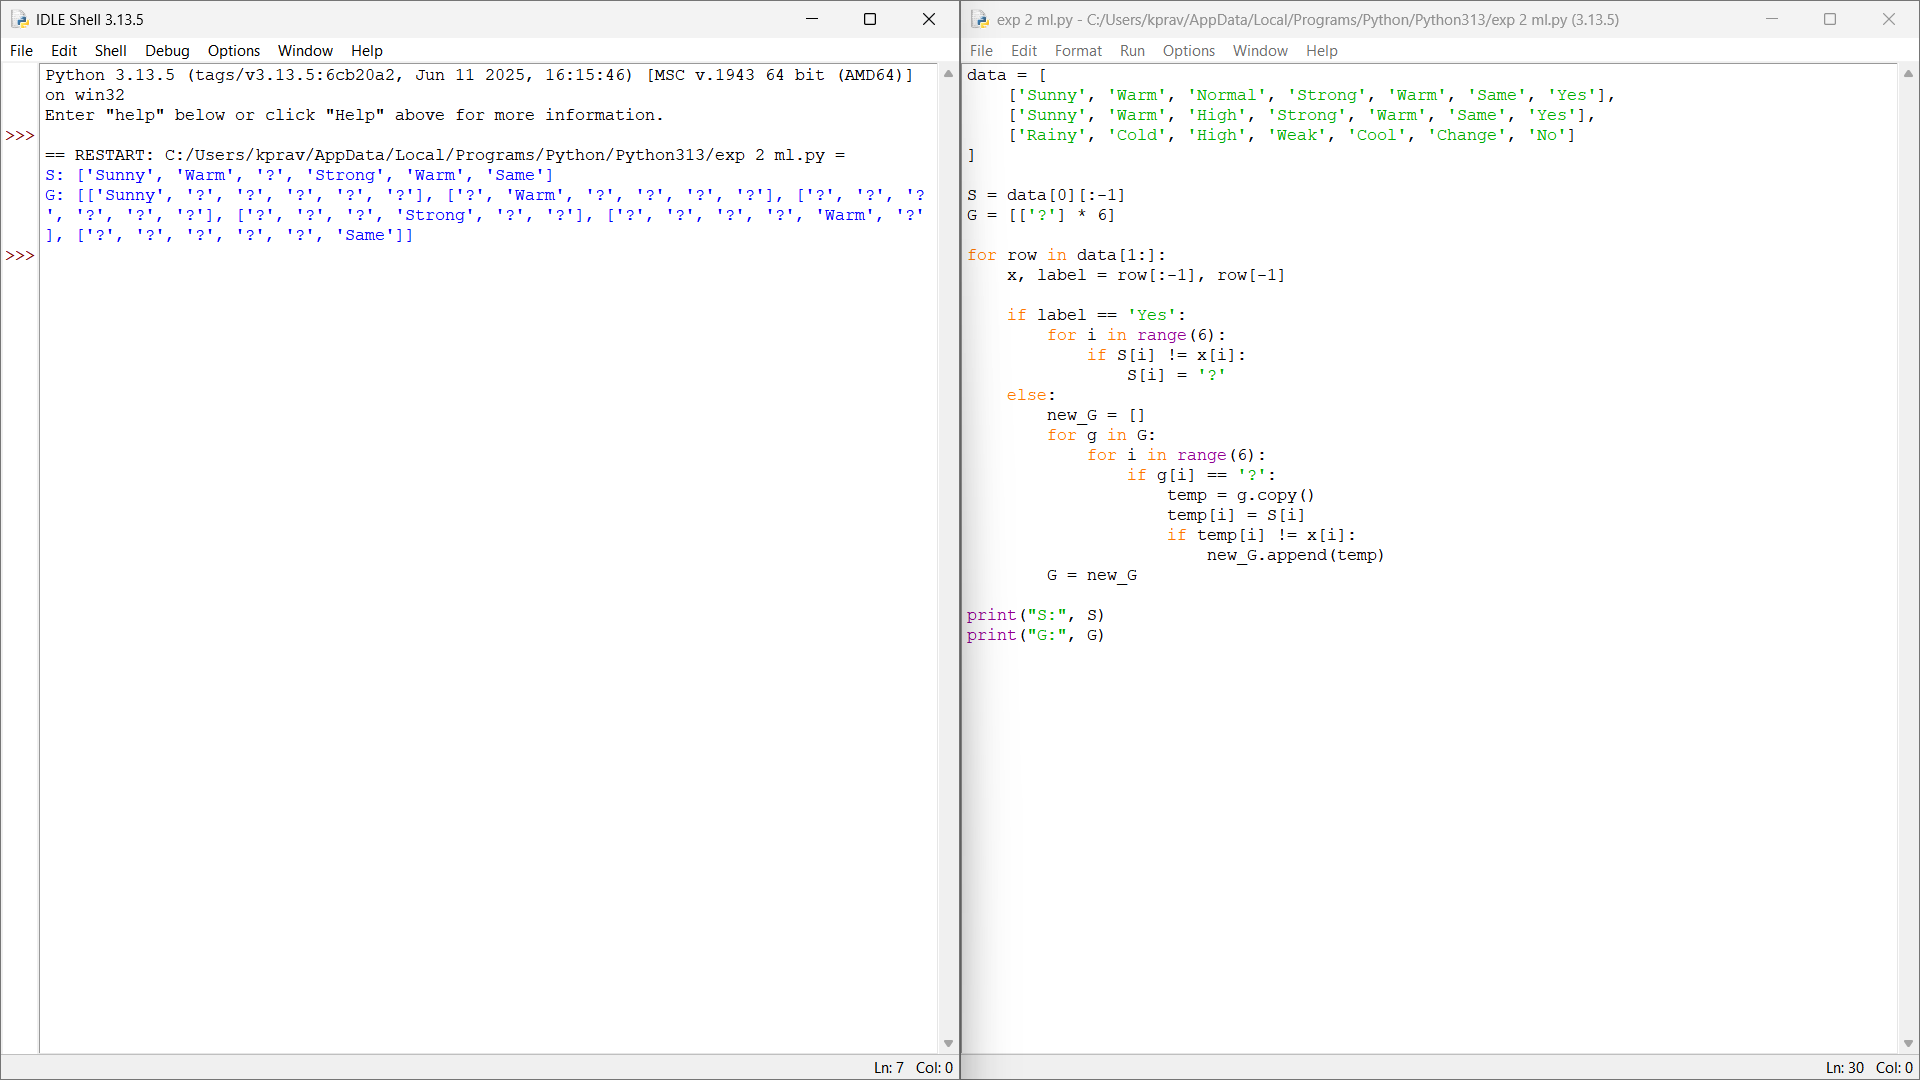 IDLE Shell 3.13.5
File Edit Shell Debug Options Window Help
Python 3.13.5 (tags/v3.13.5:6cb20a2, Jun 11 2025, 16:15:46) [MSC v.1943 64 bit (AMD64)]
on win32
Enter "help" below or click "Help" above for more information.
>>>
== RESTART: C:/Users/kprav/AppData/Local/Programs/Python/Python313/exp 2 ml.py =
S: ['Sunny', 'Warm', '?', 'Strong', 'Warm', 'Same']
G: [['Sunny', '?', '?', '?', '?', '?'], ['?', 'Warm', '?', '?', '?', '?'], ['?', '?', '?
', '?', '?', '?'], ['?', '?', '?', 'Strong', '?', '?'], ['?', '?', '?', '?', 'Warm', '?'
], ['?', '?', '?', '?', '?', 'Same']]
>>>
Ln: 7 Col: 0
exp 2 ml.py - C:/Users/kprav/AppData/Local/Programs/Python/Python313/exp 2 ml.py (3.13.5)
File Edit Format Run Options Window Help
data = [
    ['Sunny', 'Warm', 'Normal', 'Strong', 'Warm', 'Same', 'Yes'],
    ['Sunny', 'Warm', 'High', 'Strong', 'Warm', 'Same', 'Yes'],
    ['Rainy', 'Cold', 'High', 'Weak', 'Cool', 'Change', 'No']
]
S = data[0][:-1]
G = [['?'] * 6]
for row in data[1:]:
    x, label = row[:-1], row[-1]
    if label == 'Yes':
        for i in range(6):
            if S[i] != x[i]:
                S[i] = '?'
    else:
        new_G = []
        for g in G:
            for i in range(6):
                if g[i] == '?':
                    temp = g.copy()
                    temp[i] = S[i]
                    if temp[i] != x[i]:
                        new_G.append(temp)
        G = new_G
print("S:", S)
print("G:", G)
Ln: 30 Col: 0